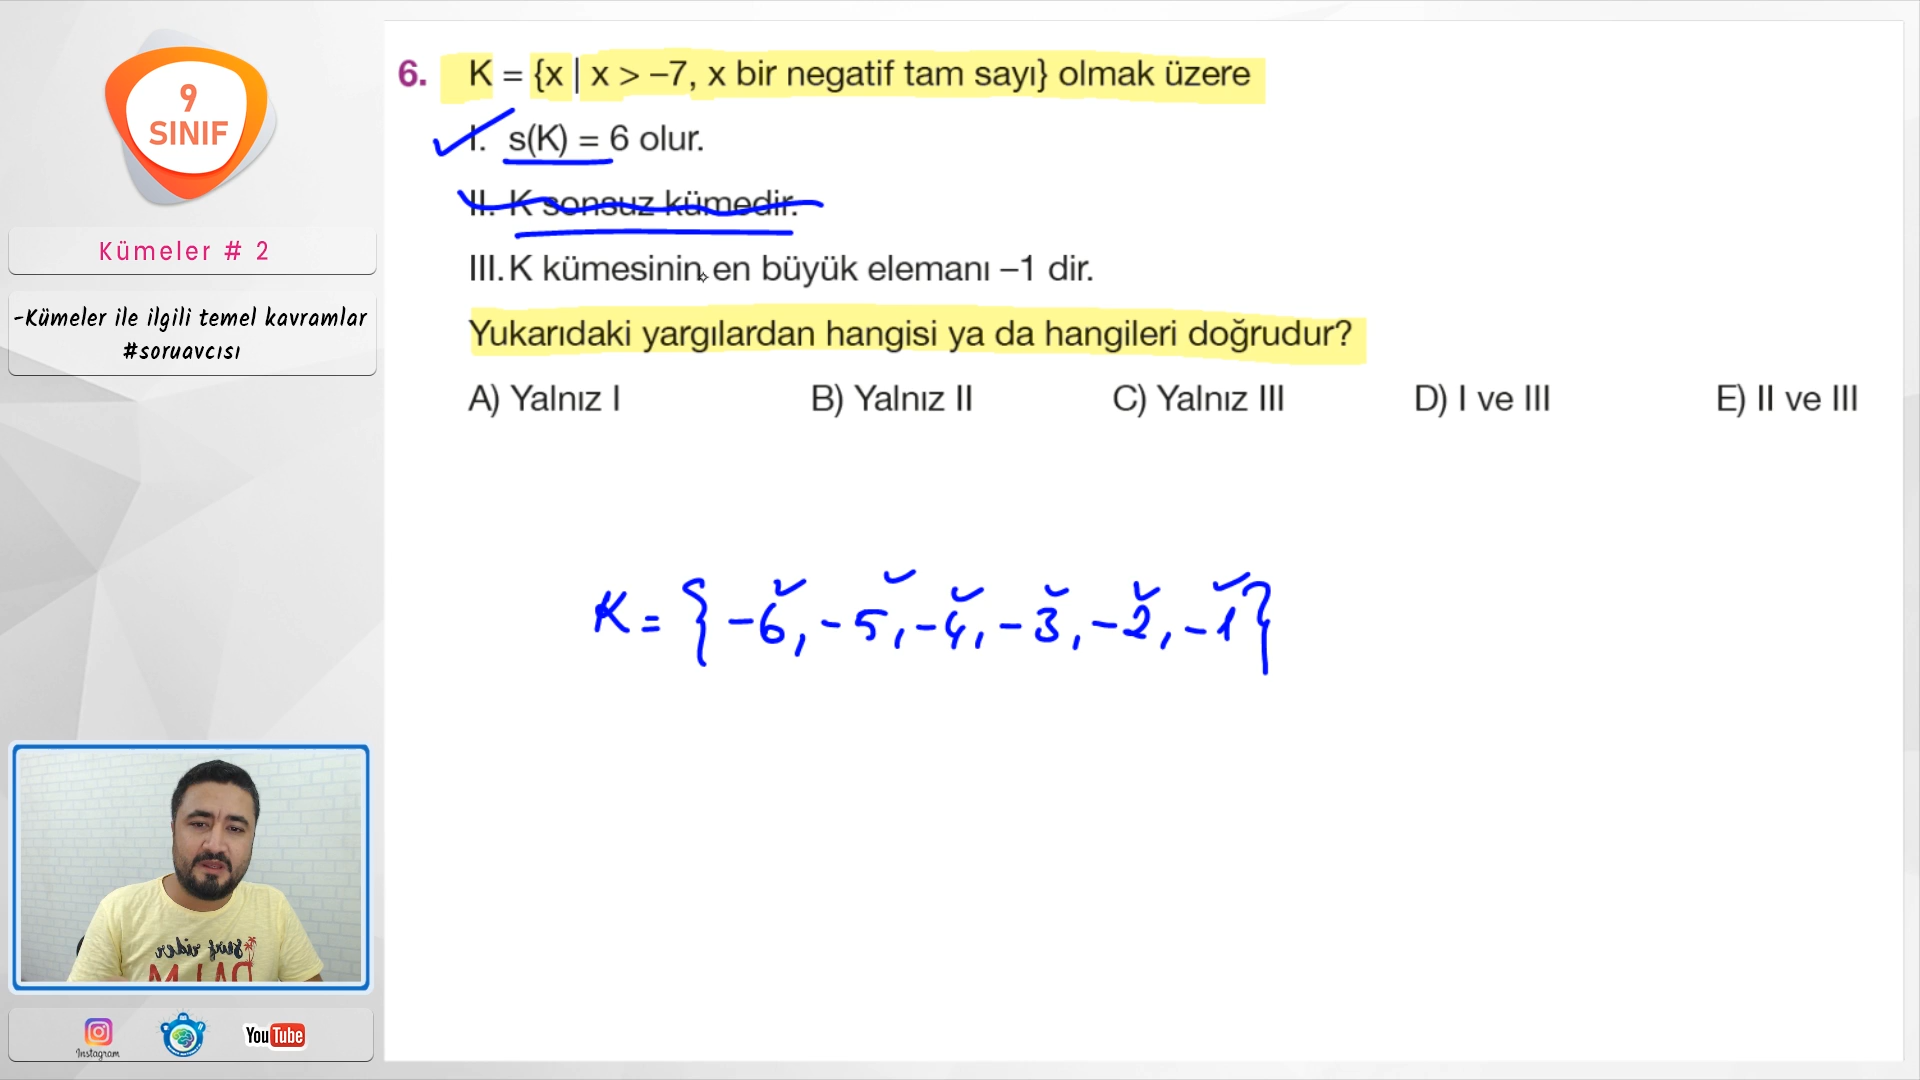 9
SINIF
Kümeler # 2
-Kümeler ile ilgili temel kavramlar
#soruavcısı
6. K = {x | x > –7, x bir negatif tam sayı} olmak üzere
I. s(K) = 6 olur.
II. K sonsuz kümedir.
III. K kümesinin en büyük elemanı –1 dir.
Yukarıdaki yargılardan hangisi ya da hangileri doğrudur?
A) Yalnız I B) Yalnız II C) Yalnız III D) I ve III E) II ve III
K = {-6, -5, -4, -3, -2, -1}
surf rider
Instagram
YouTube